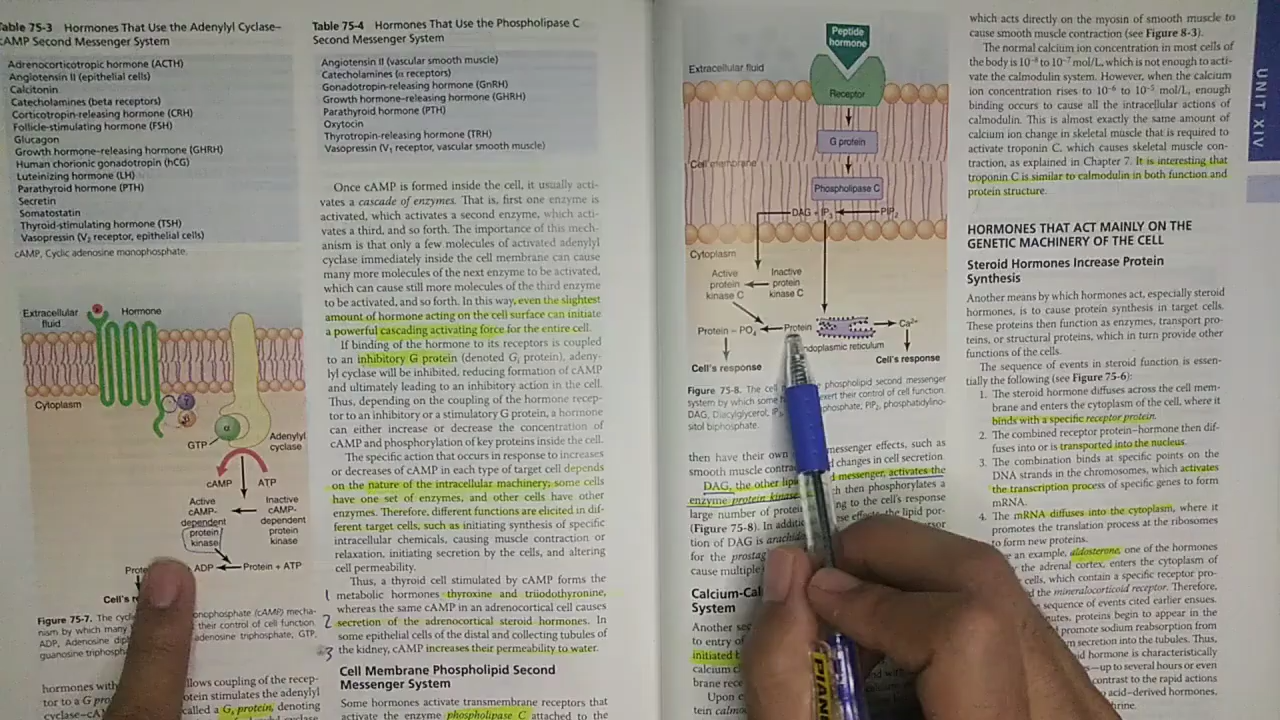 Table 75-3 Hormones That Use the Adenylyl Cyclase–
cAMP Second Messenger System
Adrenocorticotropic hormone (ACTH)
Angiotensin II (epithelial cells)
Calcitonin
Catecholamines (beta receptors)
Corticotropin-releasing hormone (CRH)
Follicle-stimulating hormone (FSH)
Glucagon
Growth hormone–releasing hormone (GHRH)
Human chorionic gonadotropin (hCG)
Luteinizing hormone (LH)
Parathyroid hormone (PTH)
Secretin
Somatostatin
Thyroid-stimulating hormone (TSH)
Vasopressin (V2 receptor, epithelial cells)
cAMP, Cyclic adenosine monophosphate.
Extracellular
fluid
Hormone
Cytoplasm
γ
β
α
GTP
Adenylyl
cyclase
cAMP
ATP
Active
cAMP-
dependent
protein
kinase
Inactive
cAMP-
dependent
protein
kinase
ADP
Protein + ATP
Cell's
Figure 75-7. The cyclic
onophosphate (cAMP) mecha-
nism by which many
their control of cell function.
ADP, Adenosine
adenosine triphosphate; GTP,
guanosine
hormones
llows coupling of the recep-
tor to a G
otein stimulates the adenylyl
cyclase–
called a Gs protein, denoting
Table 75-4 Hormones That Use the Phospholipase C
Second Messenger System
Angiotensin II (vascular smooth muscle)
Catecholamines (α receptors)
Gonadotropin-releasing hormone (GnRH)
Growth hormone–releasing hormone (GHRH)
Parathyroid hormone (PTH)
Oxytocin
Thyrotropin-releasing hormone (TRH)
Vasopressin (V1 receptor, vascular smooth muscle)
Once cAMP is formed inside the cell, it usually acti-
vates a cascade of enzymes. That is, first one enzyme is
activated, which activates a second enzyme, which acti-
vates a third, and so forth. The importance of this mech-
anism is that only a few molecules of activated adenylyl
cyclase immediately inside the cell membrane can cause
many more molecules of the next enzyme to be activated,
which can cause still more molecules of the third enzyme
to be activated, and so forth. In this way, even the slightest
amount of hormone acting on the cell surface can initiate
a powerful cascading activating force for the entire cell.
If binding of the hormone to its receptors is coupled
to an inhibitory G protein (denoted Gi protein), adeny-
lyl cyclase will be inhibited, reducing formation of cAMP
and ultimately leading to an inhibitory action in the cell.
Thus, depending on the coupling of the hormone recep-
tor to an inhibitory or a stimulatory G protein, a hormone
can either increase or decrease the concentration of
cAMP and phosphorylation of key proteins inside the cell.
The specific action that occurs in response to increases
or decreases of cAMP in each type of target cell depends
on the nature of the intracellular machinery; some cells
have one set of enzymes, and other cells have other
enzymes. Therefore, different functions are elicited in dif-
ferent target cells, such as initiating synthesis of specific
intracellular chemicals, causing muscle contraction or
relaxation, initiating secretion by the cells, and altering
cell permeability.
Thus, a thyroid cell stimulated by cAMP forms the
1 metabolic hormones thyroxine and triiodothyronine,
whereas the same cAMP in an adrenocortical cell causes
2 secretion of the adrenocortical steroid hormones. In
some epithelial cells of the distal and collecting tubules of
3 the kidney, cAMP increases their permeability to water.
Cell Membrane Phospholipid Second
Messenger System
Some hormones activate transmembrane receptors that
activate the enzyme phospholipase C attached to the
Peptide
hormone
Extracellular fluid
Receptor
G protein
Cell membrane
Phospholipase C
DAG + IP3
PIP2
Cytoplasm
Active
protein
kinase C
Inactive
protein
kinase C
Protein – PO4
Protein
Ca2+
Endoplasmic reticulum
Cell's response
Cell's response
Figure 75-8. The cell
phospholipid second messenger
system by which some
exert their control of cell function.
DAG, Diacylglycerol; IP3
phosphate; PIP2, phosphatidylino-
sitol biphosphate.
then have their own
messenger effects, such as
smooth muscle
changes in cell secretion
DAG, the other
messenger, activates the
enzyme protein kinase
then phosphorylates a
large number of
to the cell's response
(Figure 75-8). In
the lipid por-
tion of DAG is
for the
cause multiple
System
Another
to entry of
initiated
calcium
brane
Upon
tein
which acts directly on the myosin of smooth muscle to
cause smooth muscle contraction (see Figure 8-3).
The normal calcium ion concentration in most cells of
the body is 10−8 to 10−7 mol/L, which is not enough to acti-
vate the calmodulin system. However, when the calcium
ion concentration rises to 10−6 to 10−5 mol/L, enough
binding occurs to cause all the intracellular actions of
calmodulin. This is almost exactly the same amount of
calcium ion change in skeletal muscle that is required to
activate troponin C, which causes skeletal muscle con-
traction, as explained in Chapter 7. It is interesting that
troponin C is similar to calmodulin in both function and
protein structure.
HORMONES THAT ACT MAINLY ON THE
GENETIC MACHINERY OF THE CELL
Steroid Hormones Increase Protein
Synthesis
Another means by which hormones act, especially steroid
hormones, is to cause protein synthesis in target cells.
These proteins then function as enzymes, transport pro-
teins, or structural proteins, which in turn provide other
functions of the cells.
The sequence of events in steroid function is essen-
tially the following (see Figure 75-6):
1. The steroid hormone diffuses across the cell mem-
brane and enters the cytoplasm of the cell, where it
binds with a specific receptor protein.
2. The combined receptor protein–hormone then dif-
fuses into or is transported into the nucleus.
3. The combination binds at specific points on the
DNA strands in the chromosomes, which activates
the transcription process of specific genes to form
mRNA.
4. The mRNA diffuses into the cytoplasm, where it
promotes the translation process at the ribosomes
to form new proteins.
an example, aldosterone, one of the hormones
the adrenal cortex, enters the cytoplasm of
cells, which contain a specific receptor pro-
the mineralocorticoid receptor. Therefore,
sequence of events cited earlier ensues.
proteins begin to appear in the
promote sodium reabsorption from
secretion into the tubules. Thus,
hormone is characteristically
—up to several hours or even
contrast to the rapid actions
acid–derived hormones,
UNIT XIV